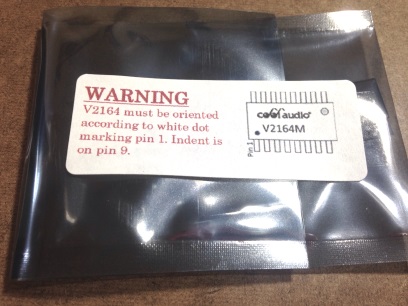 WARNING
V2164 must be oriented
according to white dot
marking pin 1. Indent is
on pin 9.
coolaudio
V2164M
Pin 1